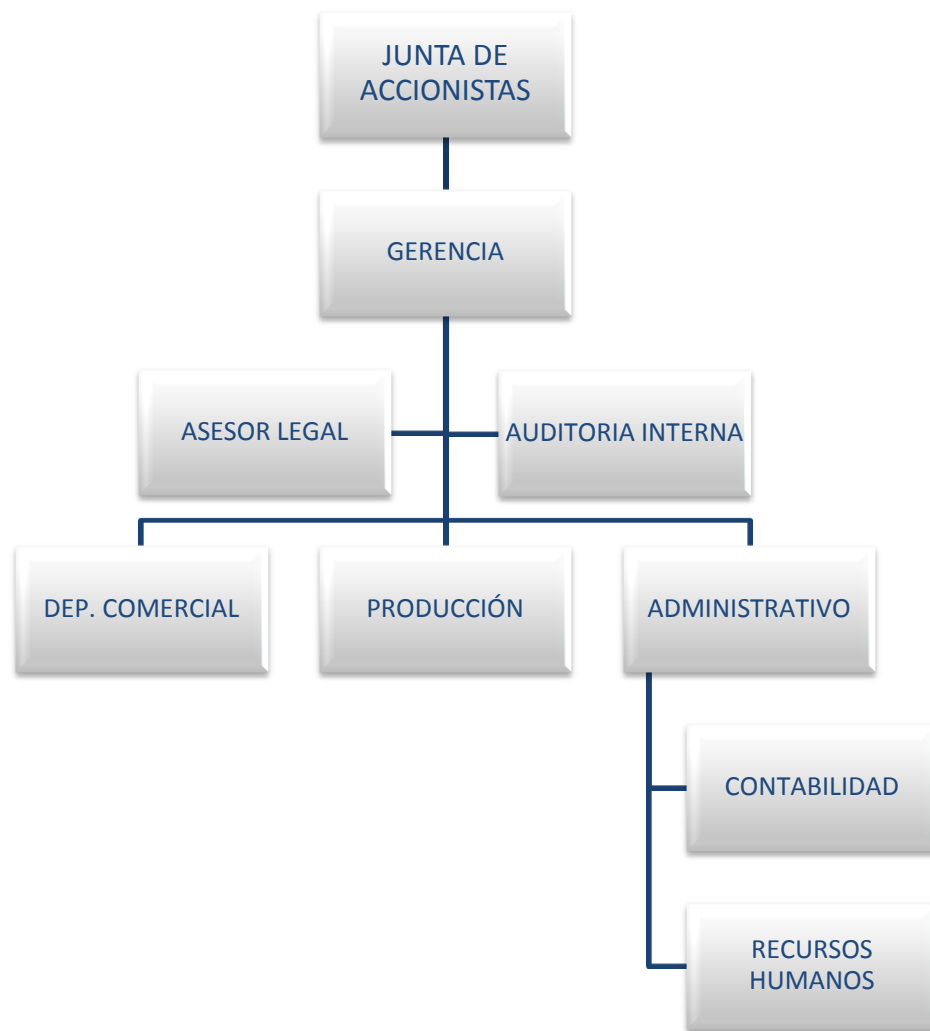 JUNTA DE
ACCIONISTAS
GERENCIA
ASESOR LEGAL
AUDITORIA INTERNA
DEP. COMERCIAL
PRODUCCIÓN
ADMINISTRATIVO
CONTABILIDAD
RECURSOS
HUMANOS